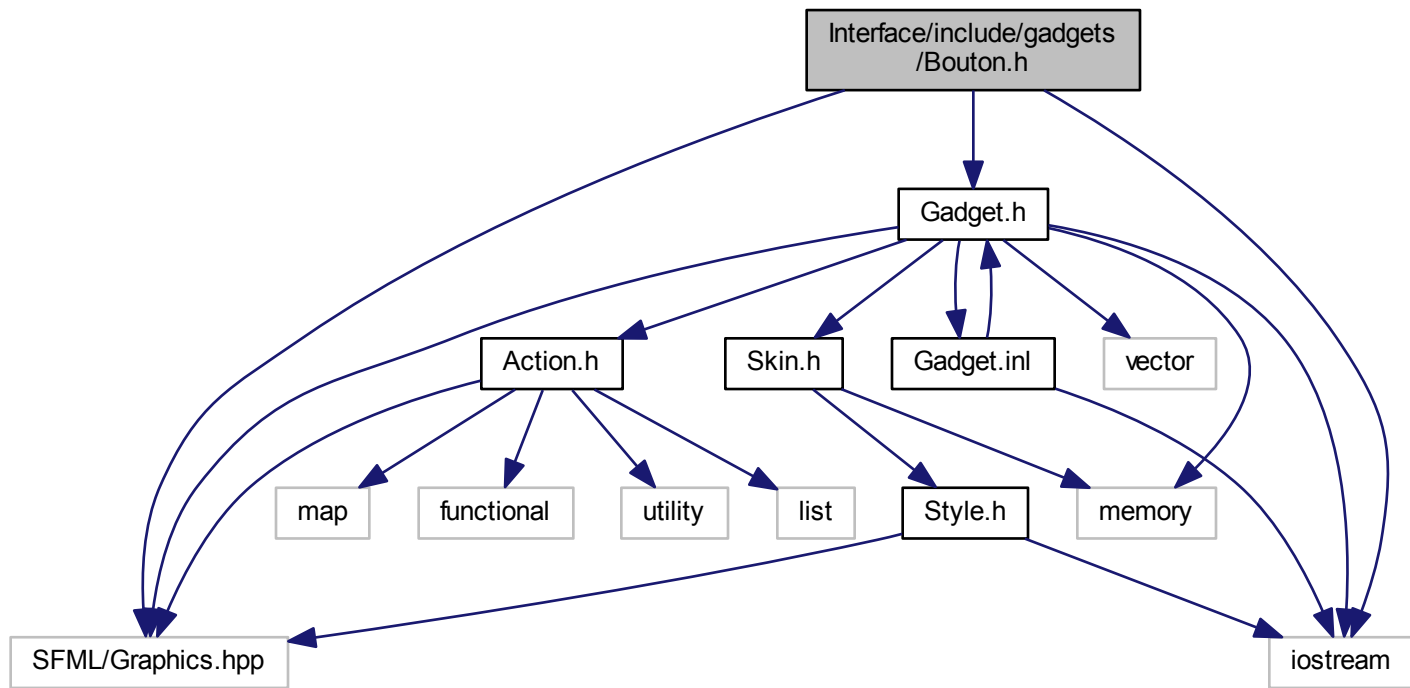 Interface/include/gadgets
/Bouton.h
Gadget.h
Action.h
Skin.h
Gadget.inl
vector
map
functional
utility
list
Style.h
memory
SFML/Graphics.hpp
iostream